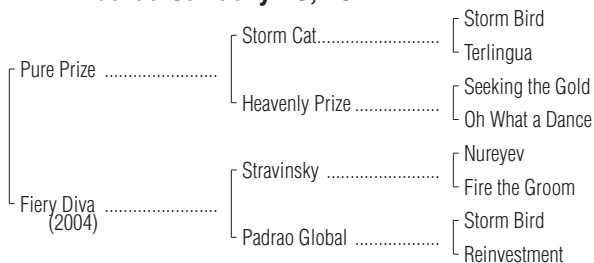 Storm Bird
Storm Cat........................
Terlingua
Pure Prize ......................
Seeking the Gold
Heavenly Prize .................
Oh What a Dance
Nureyev
Stravinsky ......................
Fire the Groom
Fiery Diva ......................
(2004)
Storm Bird
Padrao Global .................
Reinvestment